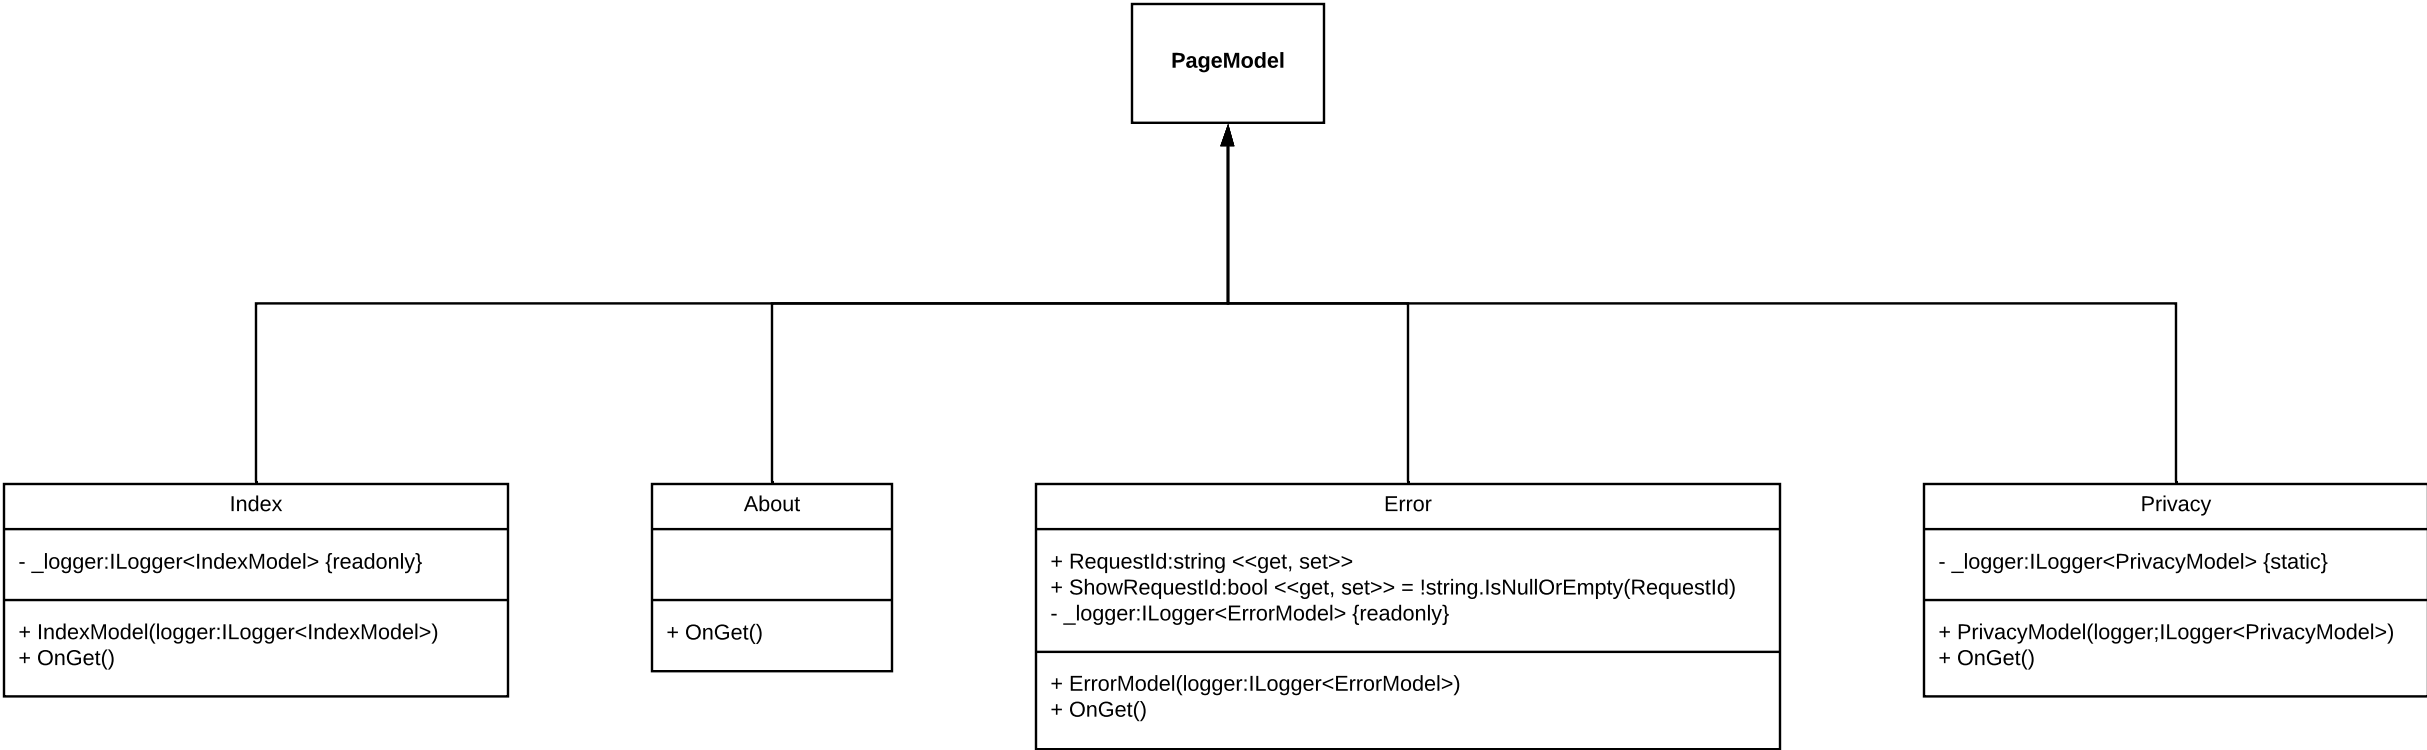 PageModel
Index
- _logger:ILogger<IndexModel> {readonly}
+ IndexModel(logger:ILogger<IndexModel>)
+ OnGet()
About
+ OnGet()
Error
+ RequestId:string <<get, set>>
+ ShowRequestId:bool <<get, set>> = !string.IsNullOrEmpty(RequestId)
- _logger:ILogger<ErrorModel> {readonly}
+ ErrorModel(logger:ILogger<ErrorModel>)
+ OnGet()
Privacy
- _logger:ILogger<PrivacyModel> {static}
+ PrivacyModel(logger;ILogger<PrivacyModel>)
+ OnGet()